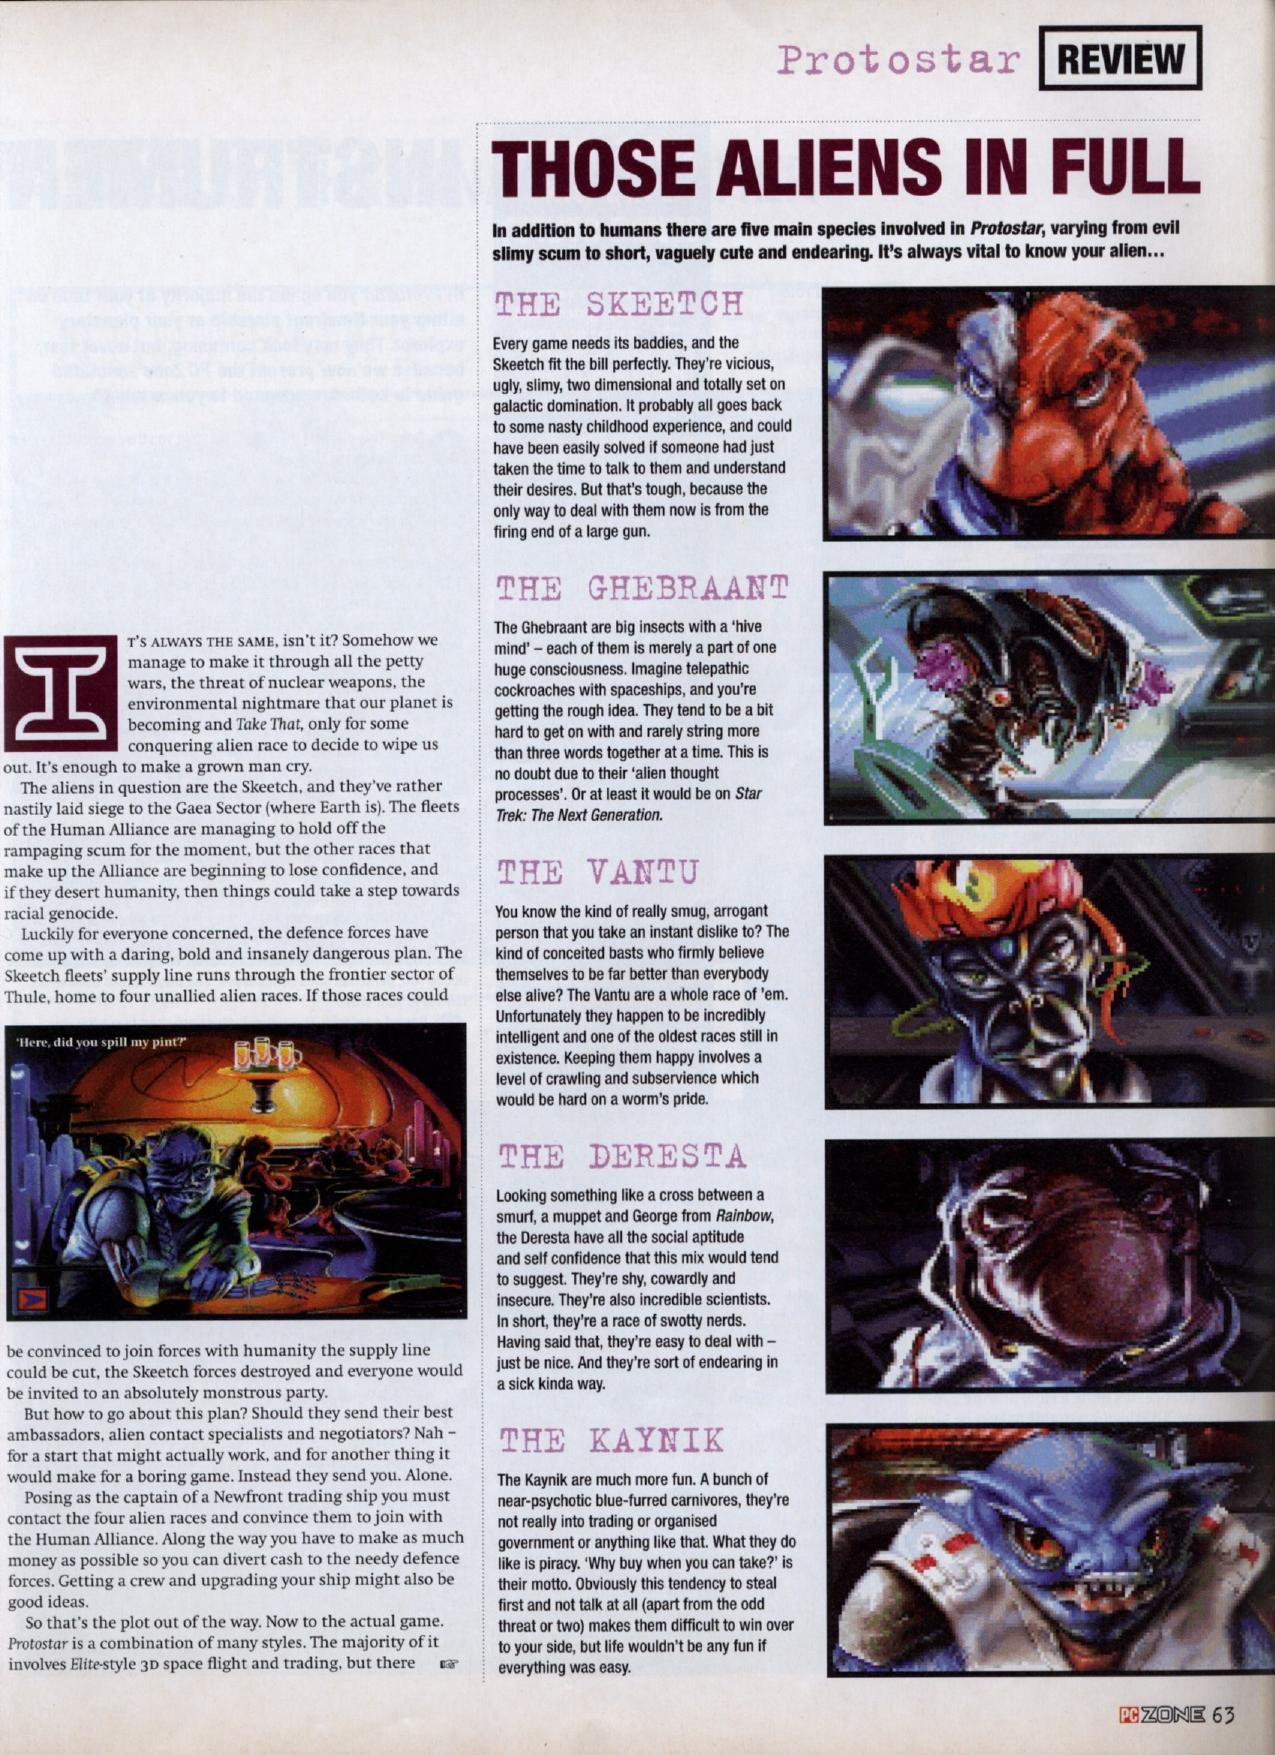 Protostar REVIEW
THOSE ALIENS IN FULL
In addition to humans there are five main species involved in Protostar, varying from evil
slimy scum to short, vaguely cute and endearing. It's always vital to know your alien...
IT'S ALWAYS THE SAME, isn't it? Somehow we
manage to make it through all the petty
wars, the threat of nuclear weapons, the
environmental nightmare that our planet is
becoming and Take That, only for some
conquering alien race to decide to wipe us
out. It's enough to make a grown man cry.
The aliens in question are the Skeetch, and they've rather
nastily laid siege to the Gaea Sector (where Earth is). The fleets
of the Human Alliance are managing to hold off the
rampaging scum for the moment, but the other races that
make up the Alliance are beginning to lose confidence, and
if they desert humanity, then things could take a step towards
racial genocide.
Luckily for everyone concerned, the defence forces have
come up with a daring, bold and insanely dangerous plan. The
Skeetch fleets' supply line runs through the frontier sector of
Thule, home to four unallied alien races. If those races could
'Here, did you spill my pint?'
be convinced to join forces with humanity the supply line
could be cut, the Skeetch forces destroyed and everyone would
be invited to an absolutely monstrous party.
But how to go about this plan? Should they send their best
ambassadors, alien contact specialists and negotiators? Nah –
for a start that might actually work, and for another thing it
would make for a boring game. Instead they send you. Alone.
Posing as the captain of a Newfront trading ship you must
contact the four alien races and convince them to join with
the Human Alliance. Along the way you have to make as much
money as possible so you can divert cash to the needy defence
forces. Getting a crew and upgrading your ship might also be
good ideas.
So that's the plot out of the way. Now to the actual game.
Protostar is a combination of many styles. The majority of it
involves Elite-style 3D space flight and trading, but there ☞
THE SKEETCH
Every game needs its baddies, and the
Skeetch fit the bill perfectly. They're vicious,
ugly, slimy, two dimensional and totally set on
galactic domination. It probably all goes back
to some nasty childhood experience, and could
have been easily solved if someone had just
taken the time to talk to them and understand
their desires. But that's tough, because the
only way to deal with them now is from the
firing end of a large gun.
THE GHEBRAANT
The Ghebraant are big insects with a 'hive
mind' – each of them is merely a part of one
huge consciousness. Imagine telepathic
cockroaches with spaceships, and you're
getting the rough idea. They tend to be a bit
hard to get on with and rarely string more
than three words together at a time. This is
no doubt due to their 'alien thought
processes'. Or at least it would be on Star
Trek: The Next Generation.
THE VANTU
You know the kind of really smug, arrogant
person that you take an instant dislike to? The
kind of conceited basts who firmly believe
themselves to be far better than everybody
else alive? The Vantu are a whole race of 'em.
Unfortunately they happen to be incredibly
intelligent and one of the oldest races still in
existence. Keeping them happy involves a
level of crawling and subservience which
would be hard on a worm's pride.
THE DERESTA
Looking something like a cross between a
smurf, a muppet and George from Rainbow,
the Deresta have all the social aptitude
and self confidence that this mix would tend
to suggest. They're shy, cowardly and
insecure. They're also incredible scientists.
In short, they're a race of swotty nerds.
Having said that, they're easy to deal with –
just be nice. And they're sort of endearing in
a sick kinda way.
THE KAYNIK
The Kaynik are much more fun. A bunch of
near-psychotic blue-furred carnivores, they're
not really into trading or organised
government or anything like that. What they do
like is piracy. 'Why buy when you can take?' is
their motto. Obviously this tendency to steal
first and not talk at all (apart from the odd
threat or two) makes them difficult to win over
to your side, but life wouldn't be any fun if
everything was easy.
PC ZONE 63